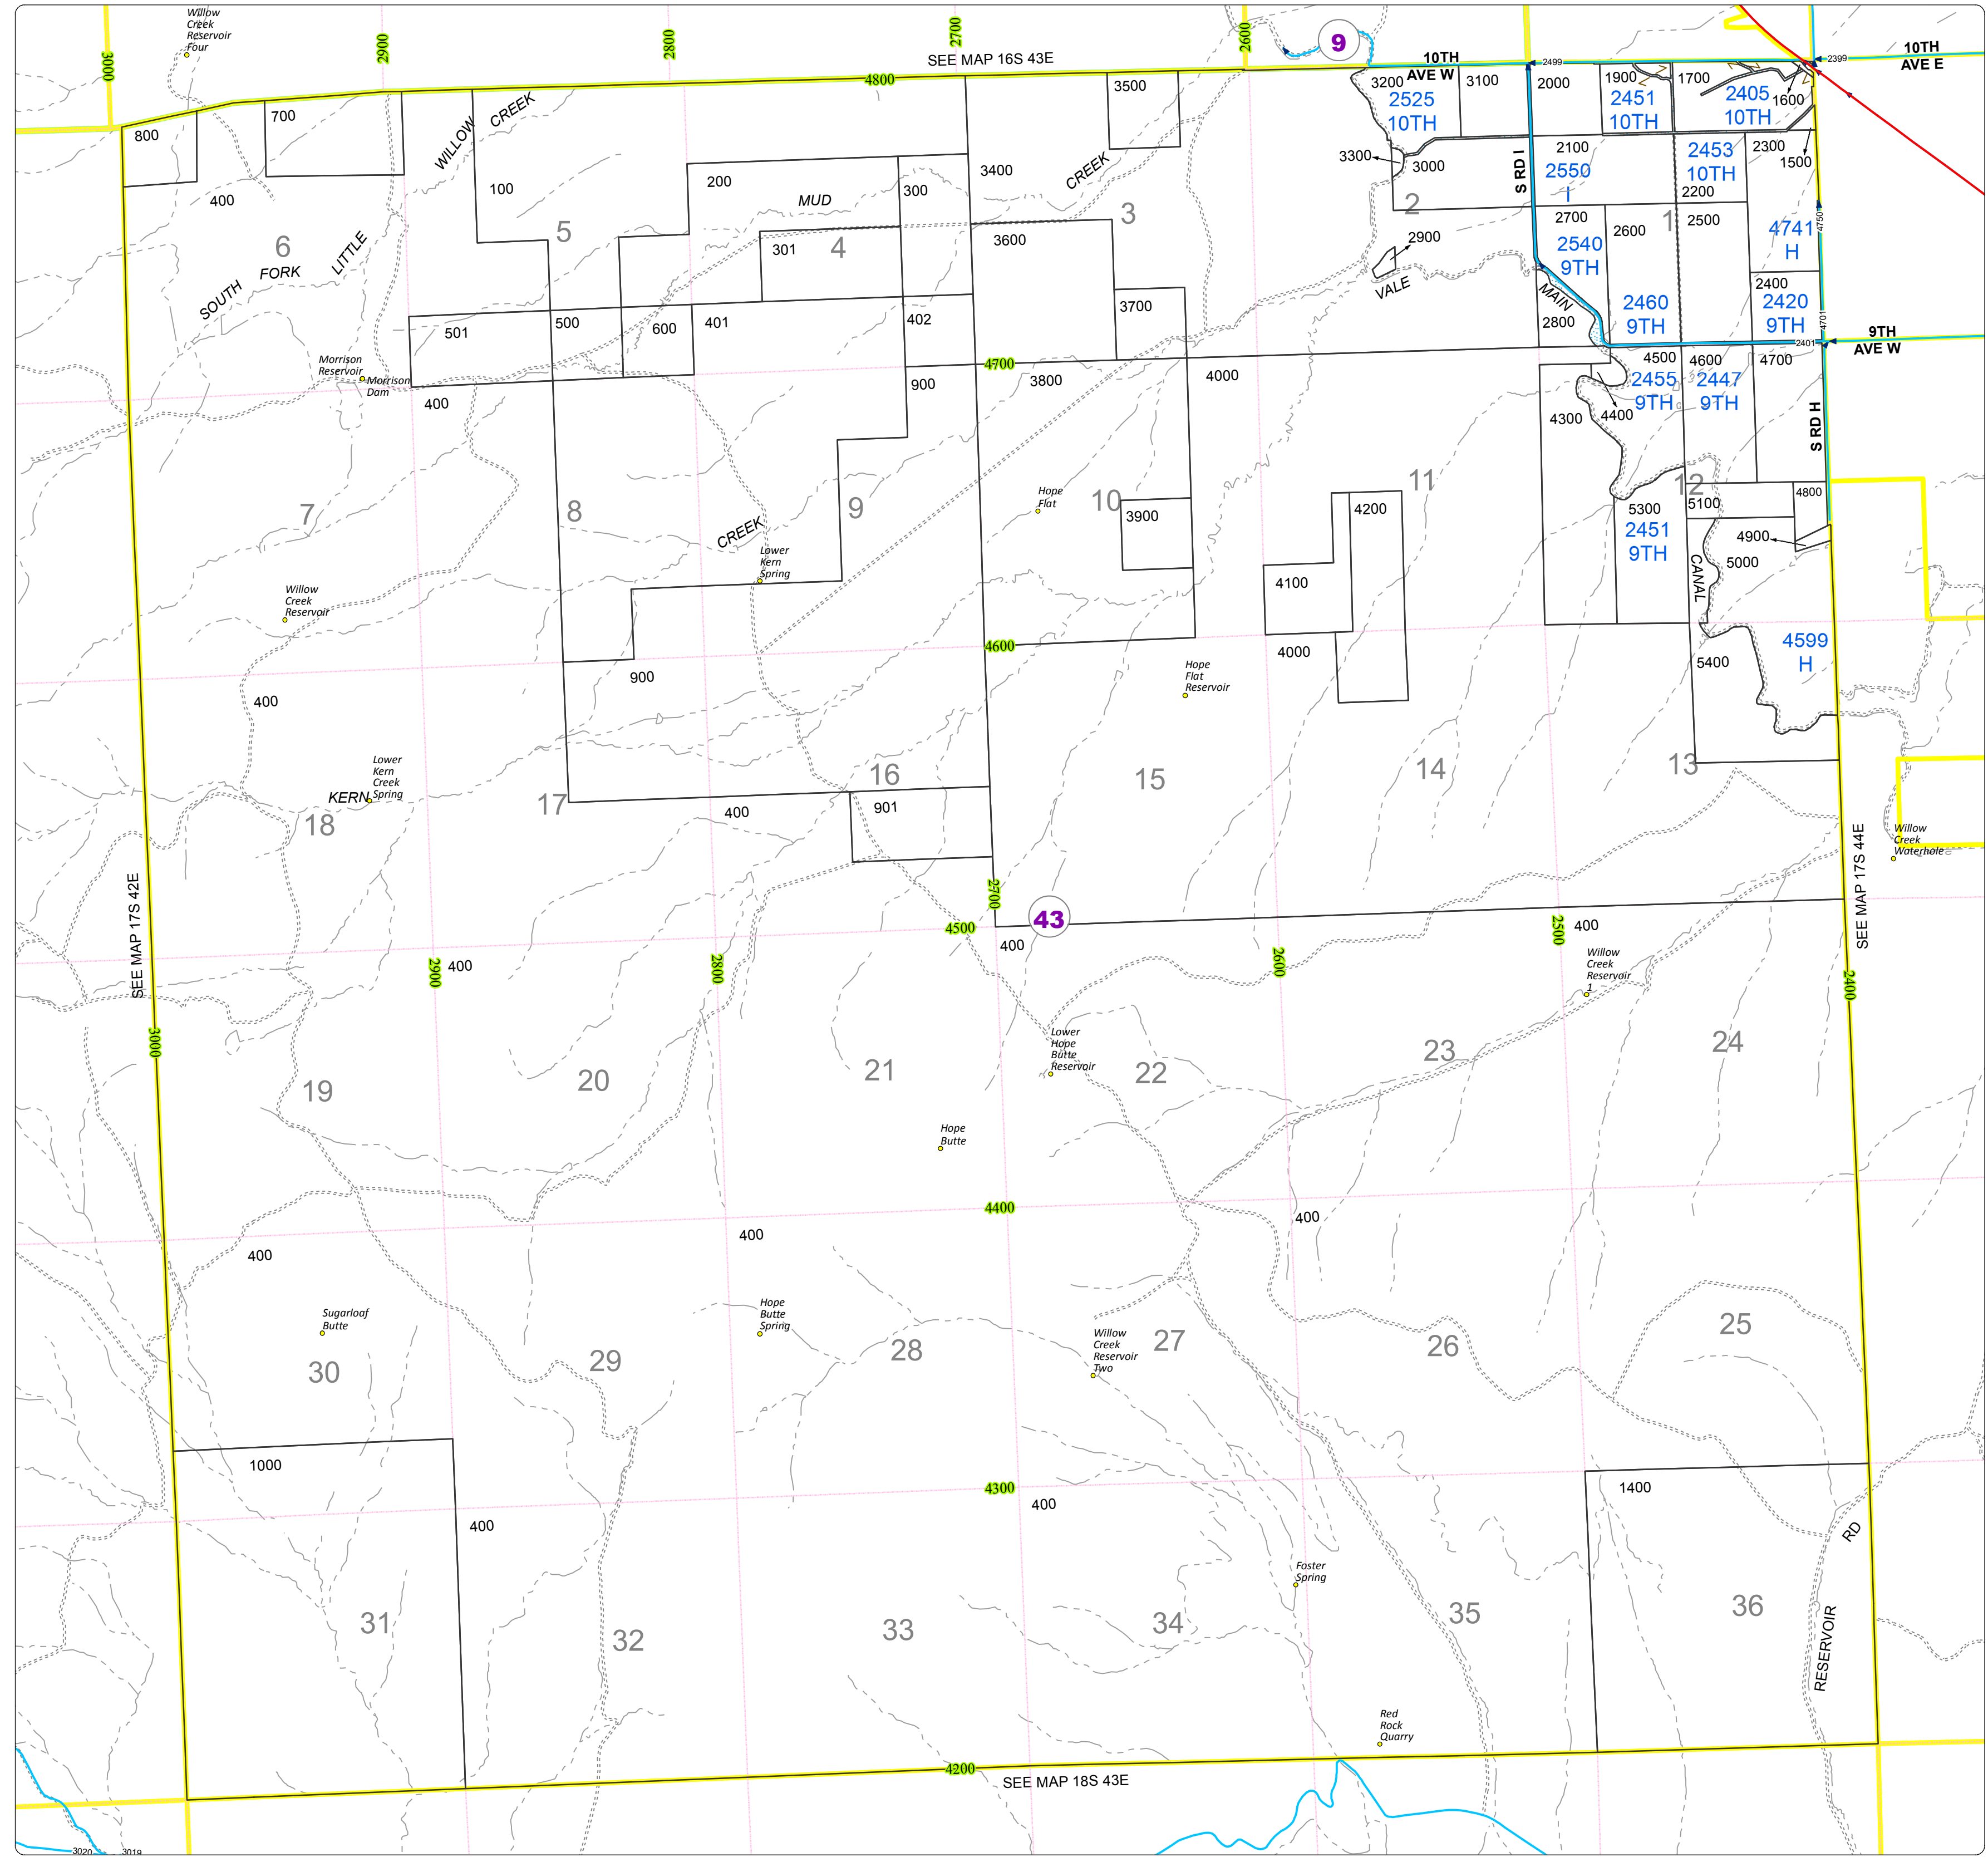 Willow
Creek
Reservoir
Four
3000
2900
2800
2700
2600
SEE MAP 16S 43E
4800
9
10TH
AVE W
2499
2399
10TH
AVE E
800
700
WILLOW
CREEK
100
200
MUD
300
3400
CREEK
3500
3200
3100
2525
10TH
2000
1900
1700
2451
10TH
2405
10TH
1600
3300
3000
S RD I
2100
2550
I
2453
10TH
2300
1500
2200
400
6
5
301
4
3
2
1
3600
2900
VALE
2700
2600
2500
2540
9TH
4741
H
4750
SOUTH
FORK
LITTLE
501
500
600
401
402
3700
MAIN
2800
2460
9TH
2400
2420
9TH
4701
2401
9TH
AVE W
Morrison
Reservoir
Morrison
Dam
400
900
4700
3800
4000
4500
4600
4700
2455
9TH
2447
9TH
4300
4400
S RD H
7
8
9
10
11
12
CREEK
Lower
Kern
Spring
Hope
Flat
3900
4200
4100
5300
2451
9TH
5100
4800
4900
5000
CANAL
Willow
Creek
Reservoir
4600
4000
4599
H
5400
400
900
Hope
Flat
Reservoir
Lower
Kern
Creek
Spring
KERN
18
17
16
15
14
13
400
901
Willow
Creek
Waterhole
SEE MAP 17S 42E
SEE MAP 17S 44E
2700
43
4500
400
2900
2800
2600
2500
400
400
Willow
Creek
Reservoir
1
2400
3000
Lower
Hope
Butte
Reservoir
19
20
21
22
23
24
Hope
Butte
4400
400
400
400
Sugarloaf
Butte
Hope
Butte
Spring
Willow
Creek
Reservoir
Two
30
29
28
27
26
25
1000
400
4300
400
1400
RD
RESERVOIR
Foster
Spring
31
32
33
34
35
36
Red
Rock
Quarry
4200
SEE MAP 18S 43E
3020
3019